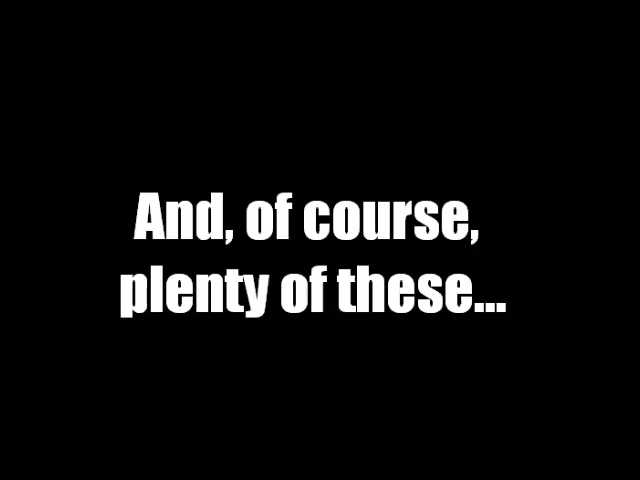 And, of course,
plenty of these...